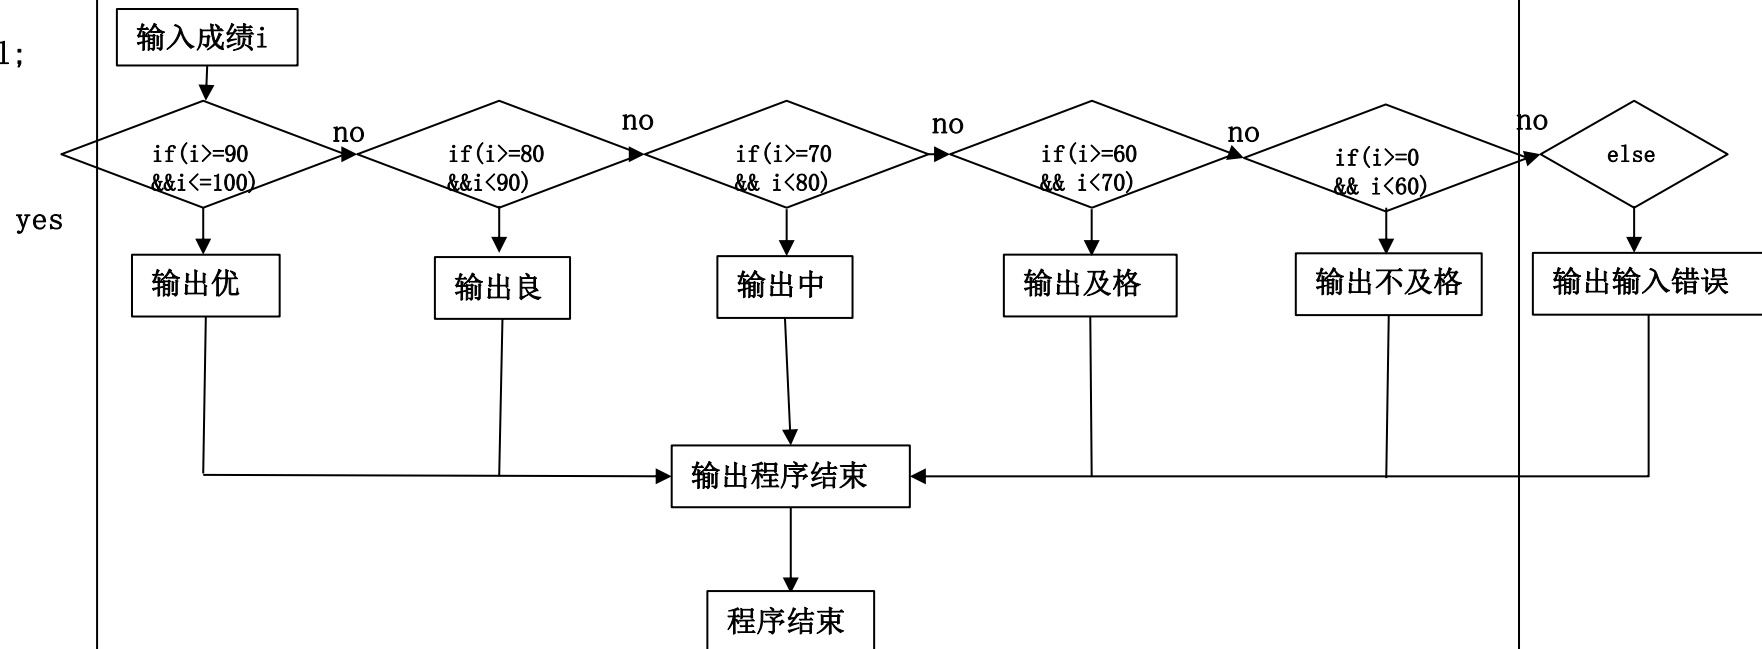 输入成绩i
l;
no
no
no
no
no
if(i>=90
&&i<=100)
if(i>=80
&&i<90)
if(i>=70
&& i<80)
if(i>=60
&& i<70)
if(i>=0
&& i<60)
else
yes
输出优
输出良
输出中
输出及格
输出不及格
输出输入错误
输出程序结束
程序结束